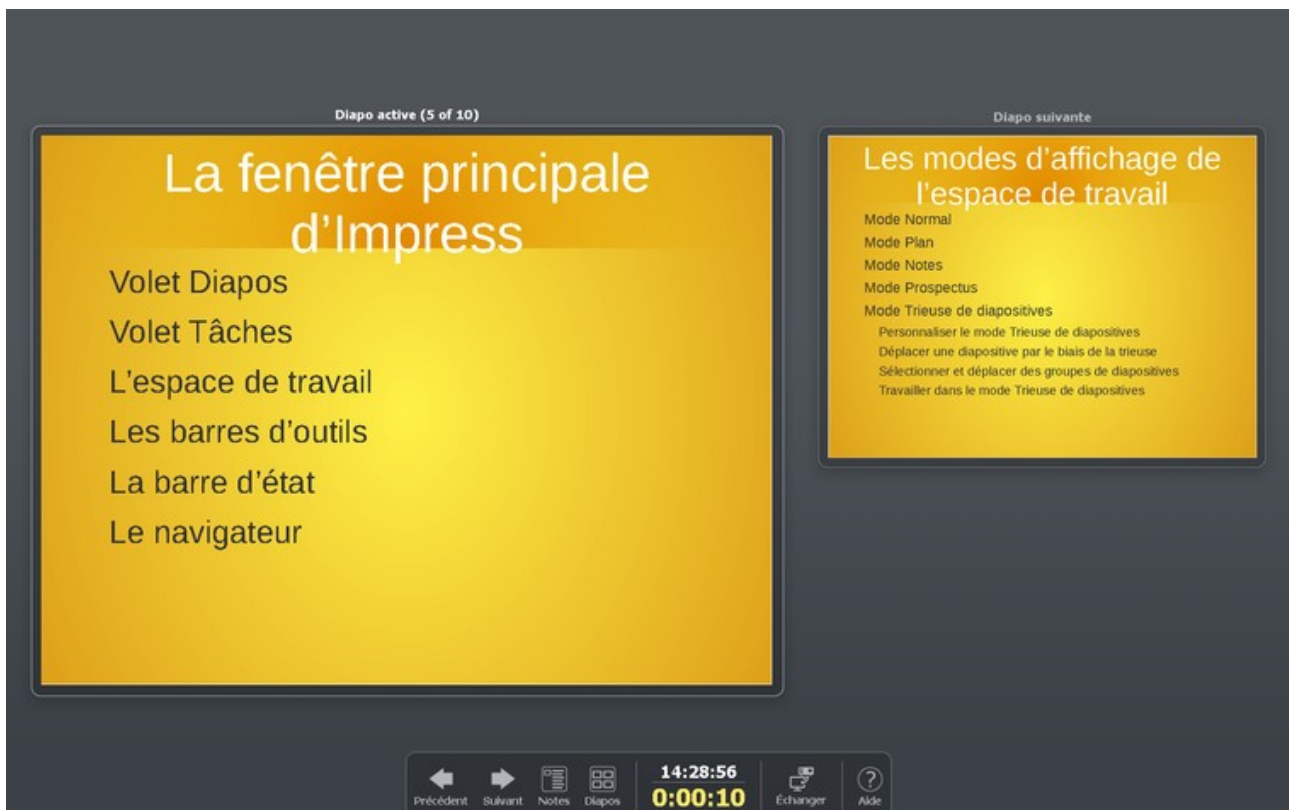 Diapo active (5 of 10)
La fenêtre principale
d’Impress
Volet Diapos
Volet Tâches
L’espace de travail
Les barres d’outils
La barre d’état
Le navigateur
Diapo suivante
Les modes d’affichage de
l’espace de travail
Mode Normal
Mode Plan
Mode Notes
Mode Prospectus
Mode Trieuse de diapositives
Personnaliser le mode Trieuse de diapositives
Déplacer une diapositive par le biais de la trieuse
Sélectionner et déplacer des groupes de diapositives
Travailler dans le mode Trieuse de diapositives
14:28:56
Précédent Suivant Notes Diapos 0:00:10 Échanger Aide